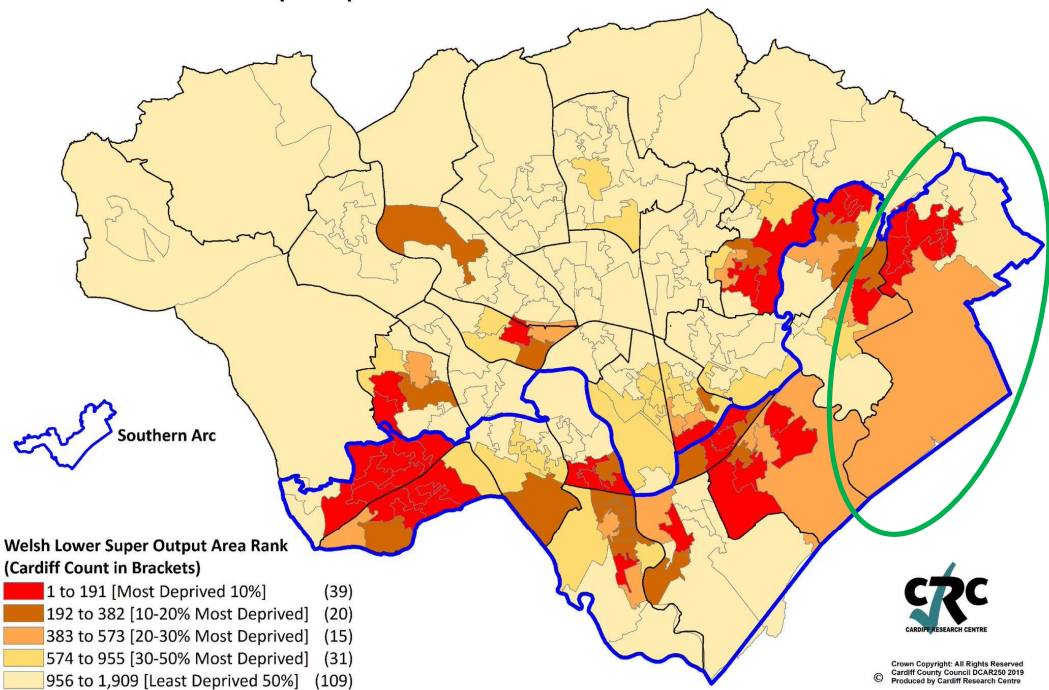 Southern Arc
Welsh Lower Super Output Area Rank
(Cardiff Count in Brackets)
1 to 191 [Most Deprived 10%] (39)
192 to 382 [10-20% Most Deprived] (20)
383 to 573 [20-30% Most Deprived] (15)
574 to 955 [30-50% Most Deprived] (31)
956 to 1,909 [Least Deprived 50%] (109)
CRC
CARDIFF RESEARCH CENTRE
Crown Copyright: All Rights Reserved
Cardiff County Council DCAR250 2019
© Produced by Cardiff Research Centre